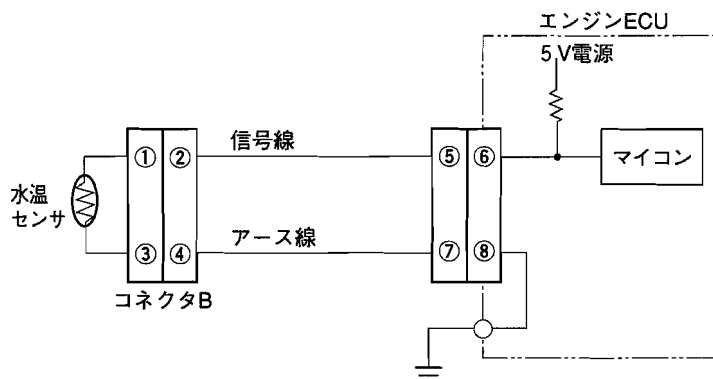 エンジンECU
5V電源
① ② 信号線 ⑤ ⑥
マイコン
水温
センサ
アース線
③ ④ ⑦ ⑧
コネクタB